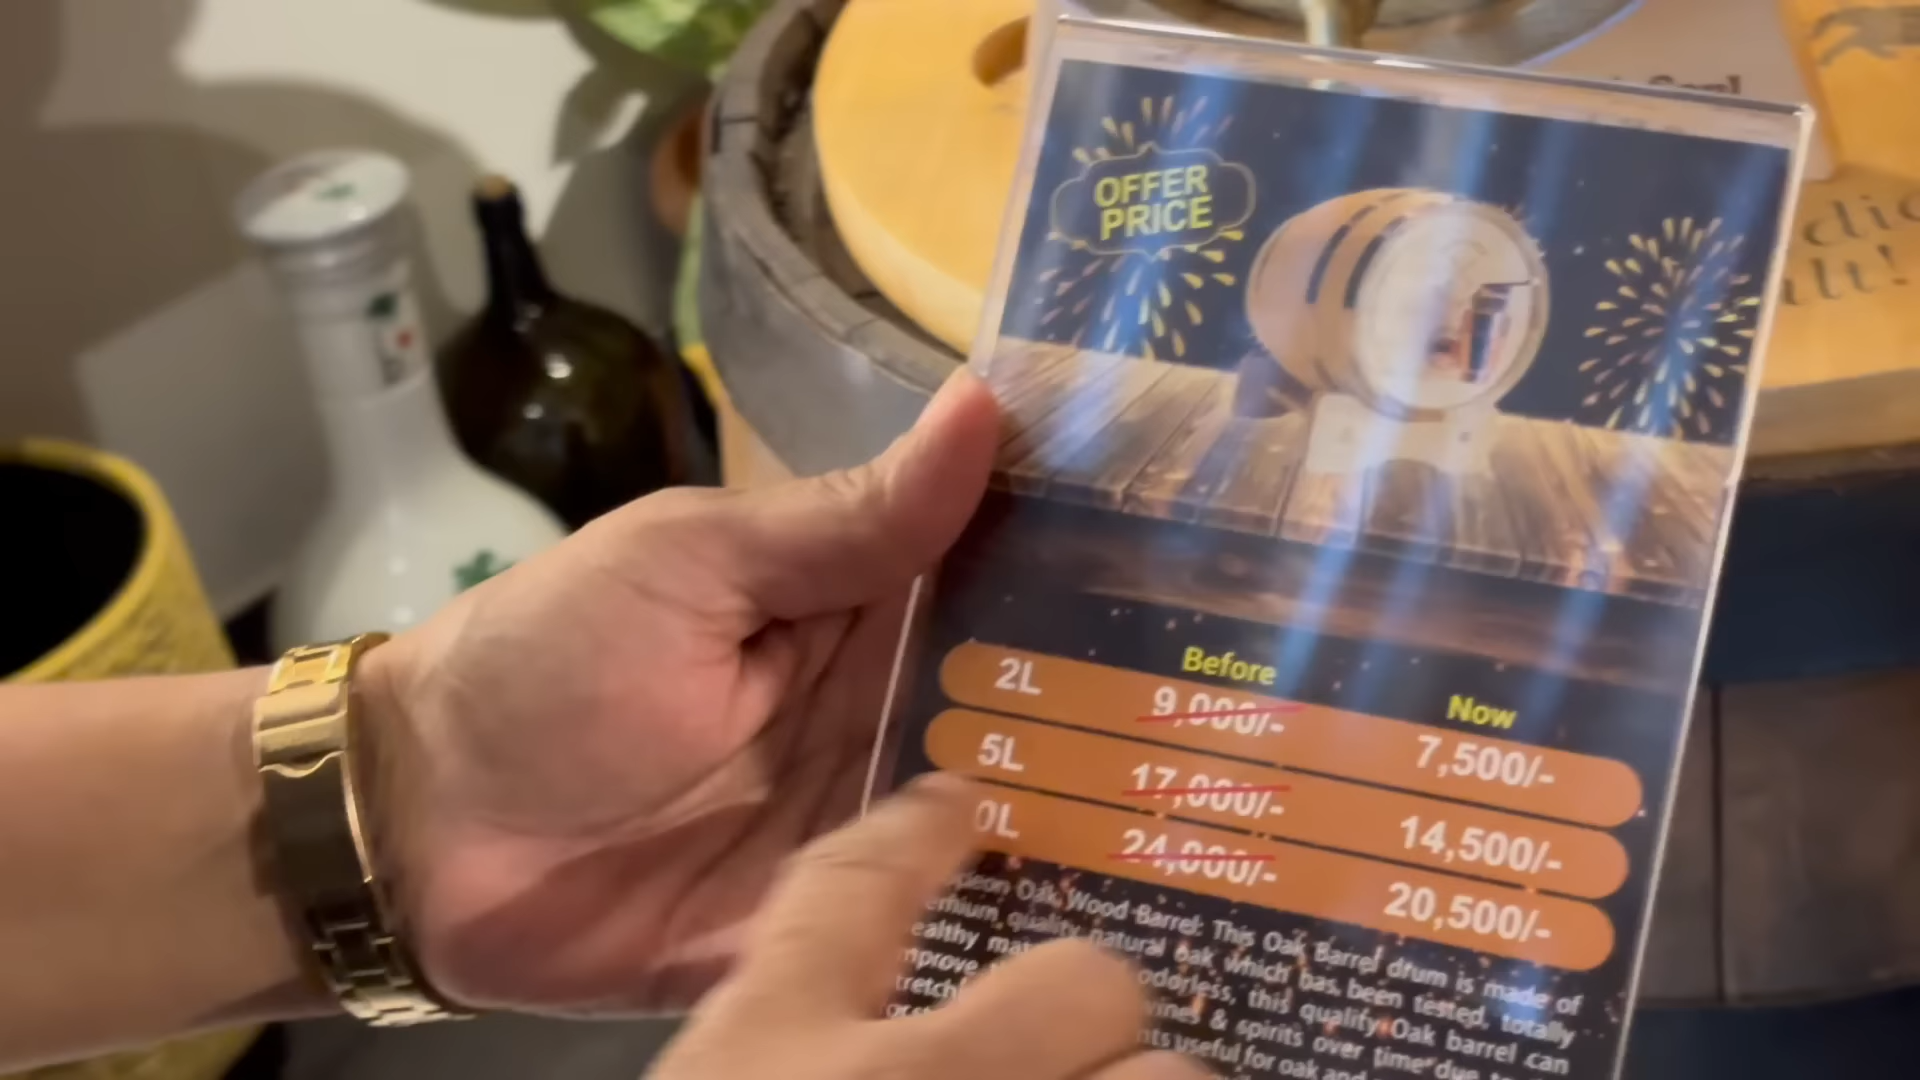 OFFER
PRICE
Before
Now
2L 9,000/- 7,500/-
5L 17,000/- 14,500/-
0L 24,000/- 20,500/-
Oak Wood Barrel: This Oak Barrel drum is made of
quality natural oak which has been tested, totally
odorless, this quality Oak barrel can
& spirits over time due
useful for oak and